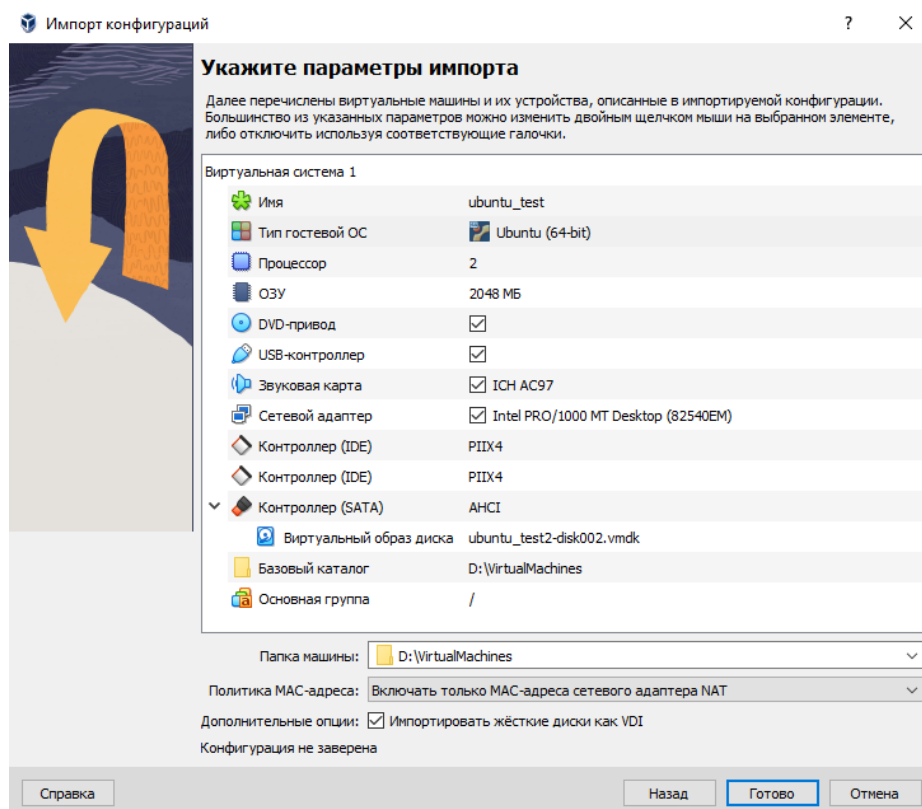 Импорт конфигураций
?
Укажите параметры импорта
Далее перечислены виртуальные машины и их устройства, описанные в импортируемой конфигурации.
Большинство из указанных параметров можно изменить двойным щелчком мыши на выбранном элементе,
либо отключить используя соответствующие галочки.
Виртуальная система 1
Имя ubuntu_test
Тип гостевой ОС Ubuntu (64-bit)
Процессор 2
ОЗУ 2048 МБ
DVD-привод
USB-контроллер
Звуковая карта ICH AC97
Сетевой адаптер Intel PRO/1000 MT Desktop (82540EM)
Контроллер (IDE) PIIX4
Контроллер (IDE) PIIX4
Контроллер (SATA) AHCI
Виртуальный образ диска ubuntu_test2-disk002.vmdk
Базовый каталог D:\VirtualMachines
Основная группа /
Папка машины: D:\VirtualMachines
Политика MAC-адреса: Включать только MAC-адреса сетевого адаптера NAT
Дополнительные опции: Импортировать жёсткие диски как VDI
Конфигурация не заверена
Справка Назад Готово Отмена